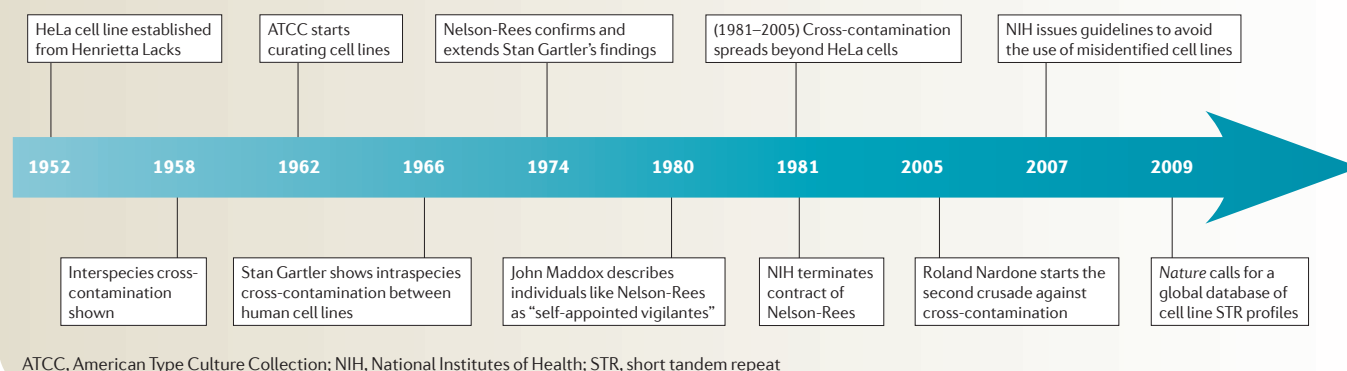 HeLa cell line established
from Henrietta Lacks
ATCC starts
curating cell lines
Nelson-Rees confirms and
extends Stan Gartler's findings
(1981–2005) Cross-contamination
spreads beyond HeLa cells
NIH issues guidelines to avoid
the use of misidentified cell lines
1952 1958 1962 1966 1974 1980 1981 2005 2007 2009
Interspecies cross-
contamination
shown
Stan Gartler shows intraspecies
cross-contamination between
human cell lines
John Maddox describes
individuals like Nelson-Rees
as “self-appointed vigilantes”
NIH terminates
contract of
Nelson-Rees
Roland Nardone starts the
second crusade against
cross-contamination
Nature calls for a
global database of
cell line STR profiles
ATCC, American Type Culture Collection; NIH, National Institutes of Health; STR, short tandem repeat